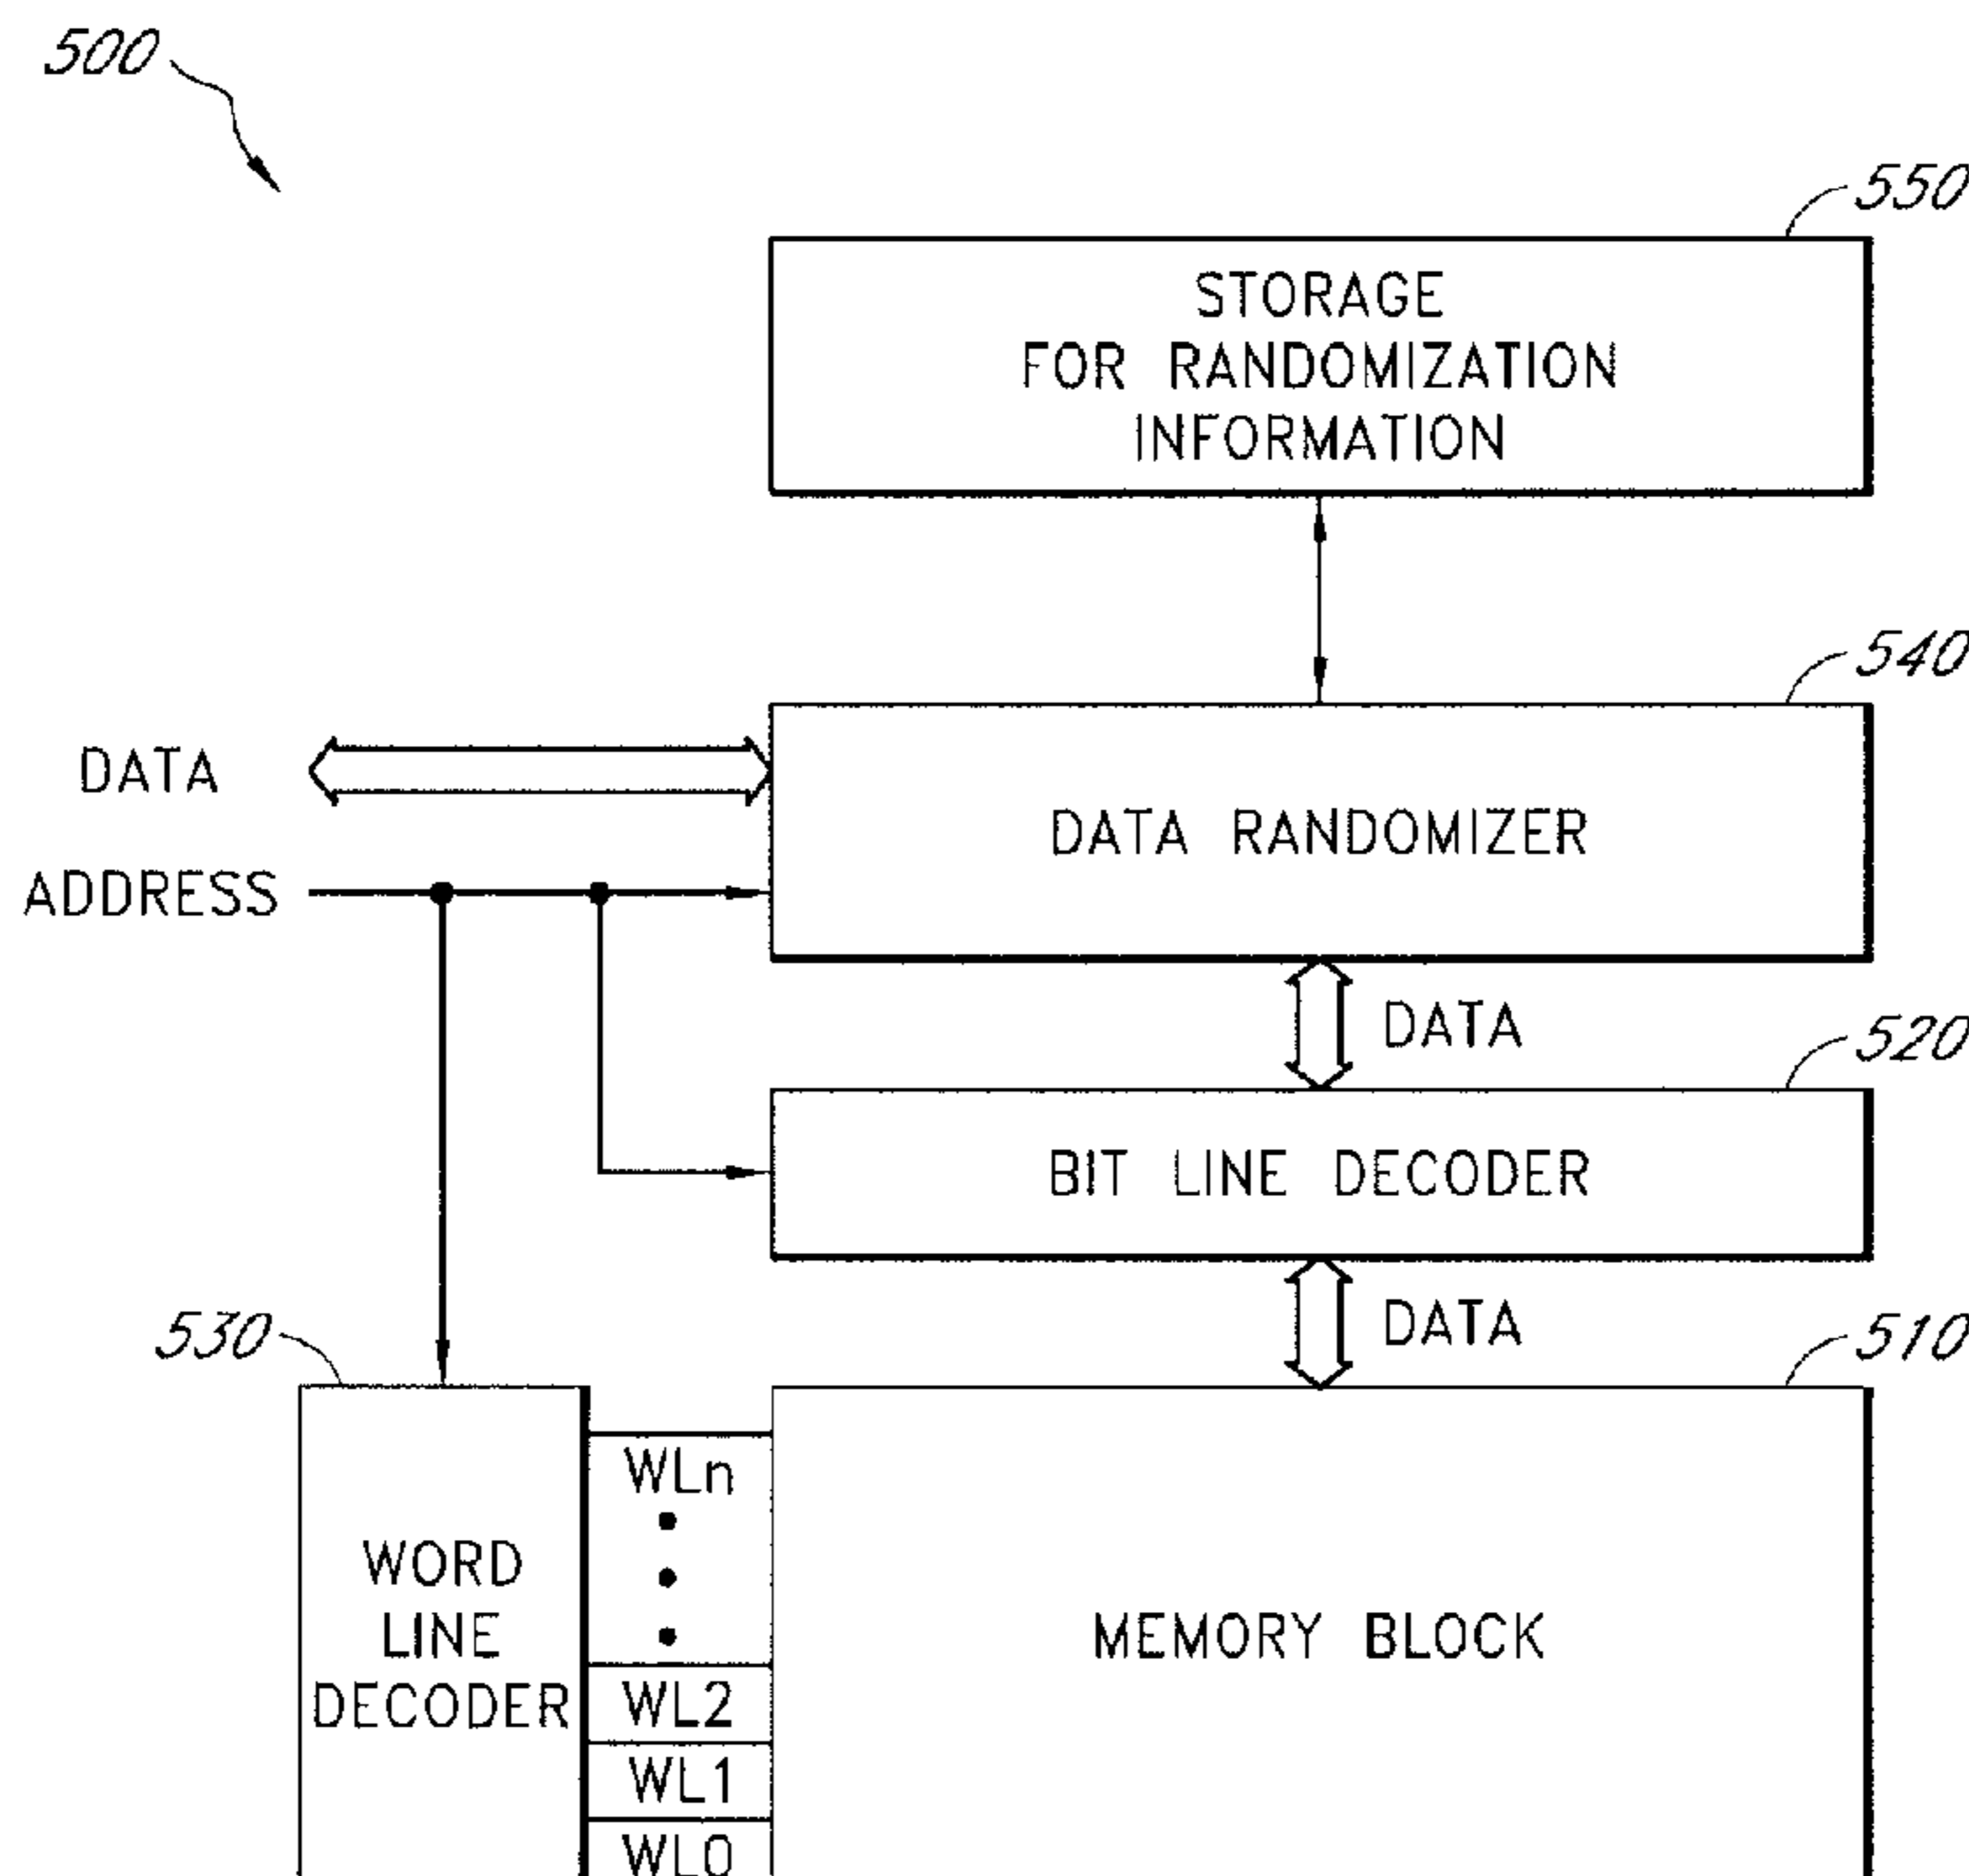 500
550
STORAGE
FOR RANDOMIZATION
INFORMATION
540
DATA
DATA RANDOMIZER
ADDRESS
DATA
520
BIT LINE DECODER
530
DATA
510
WLn
WORD
LINE
DECODER
MEMORY BLOCK
WL2
WL1
WL0